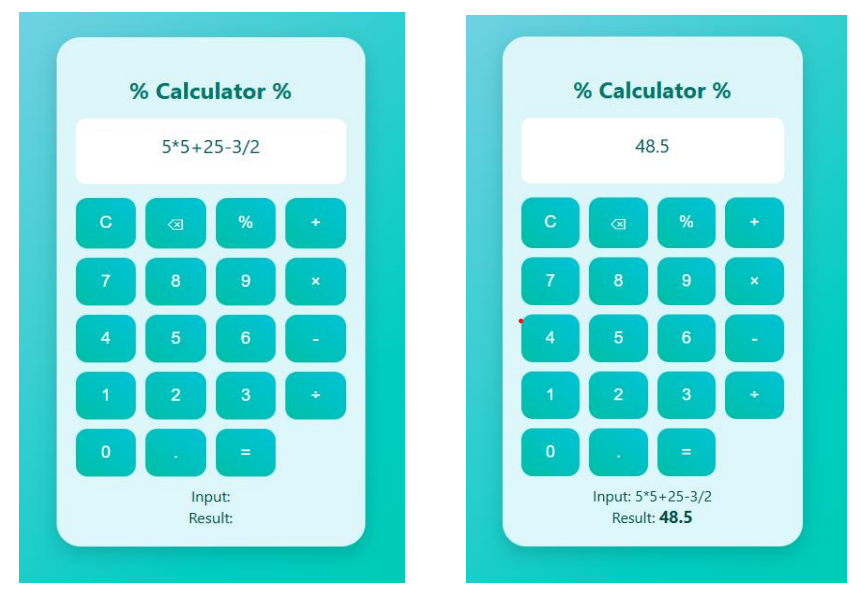 % Calculator %
5*5+25-3/2
C ⌫ % +
7 8 9 ×
4 5 6 -
1 2 3 ÷
0 . =
Input:
Result:
% Calculator %
48.5
C ⌫ % +
7 8 9 ×
4 5 6 -
1 2 3 ÷
0 . =
Input: 5*5+25-3/2
Result: 48.5